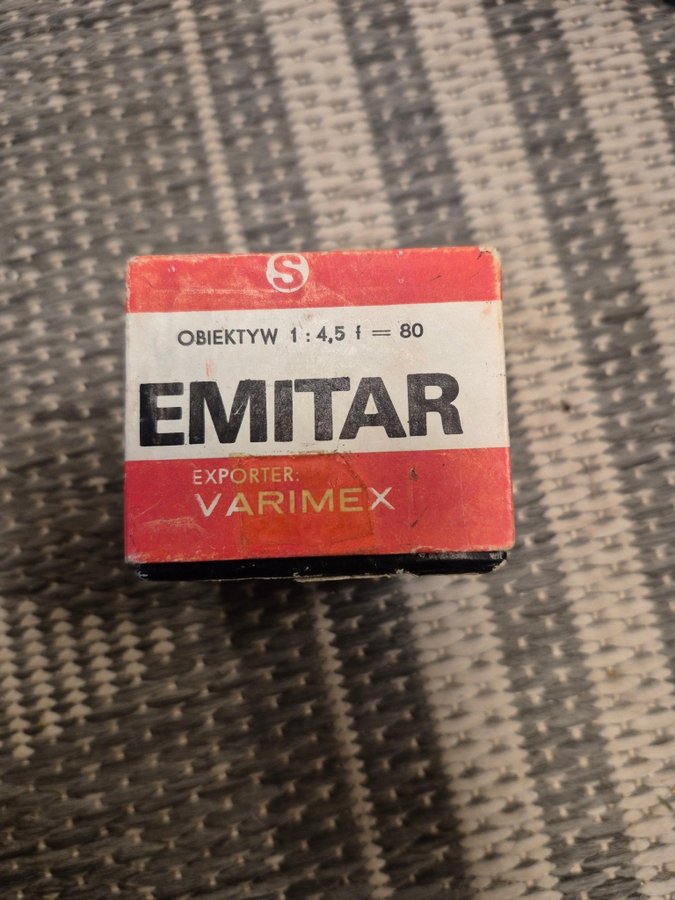 S
OBIEKTYW 1 : 4,5 f = 80
EMITAR
EXPORTER:
VARIMEX